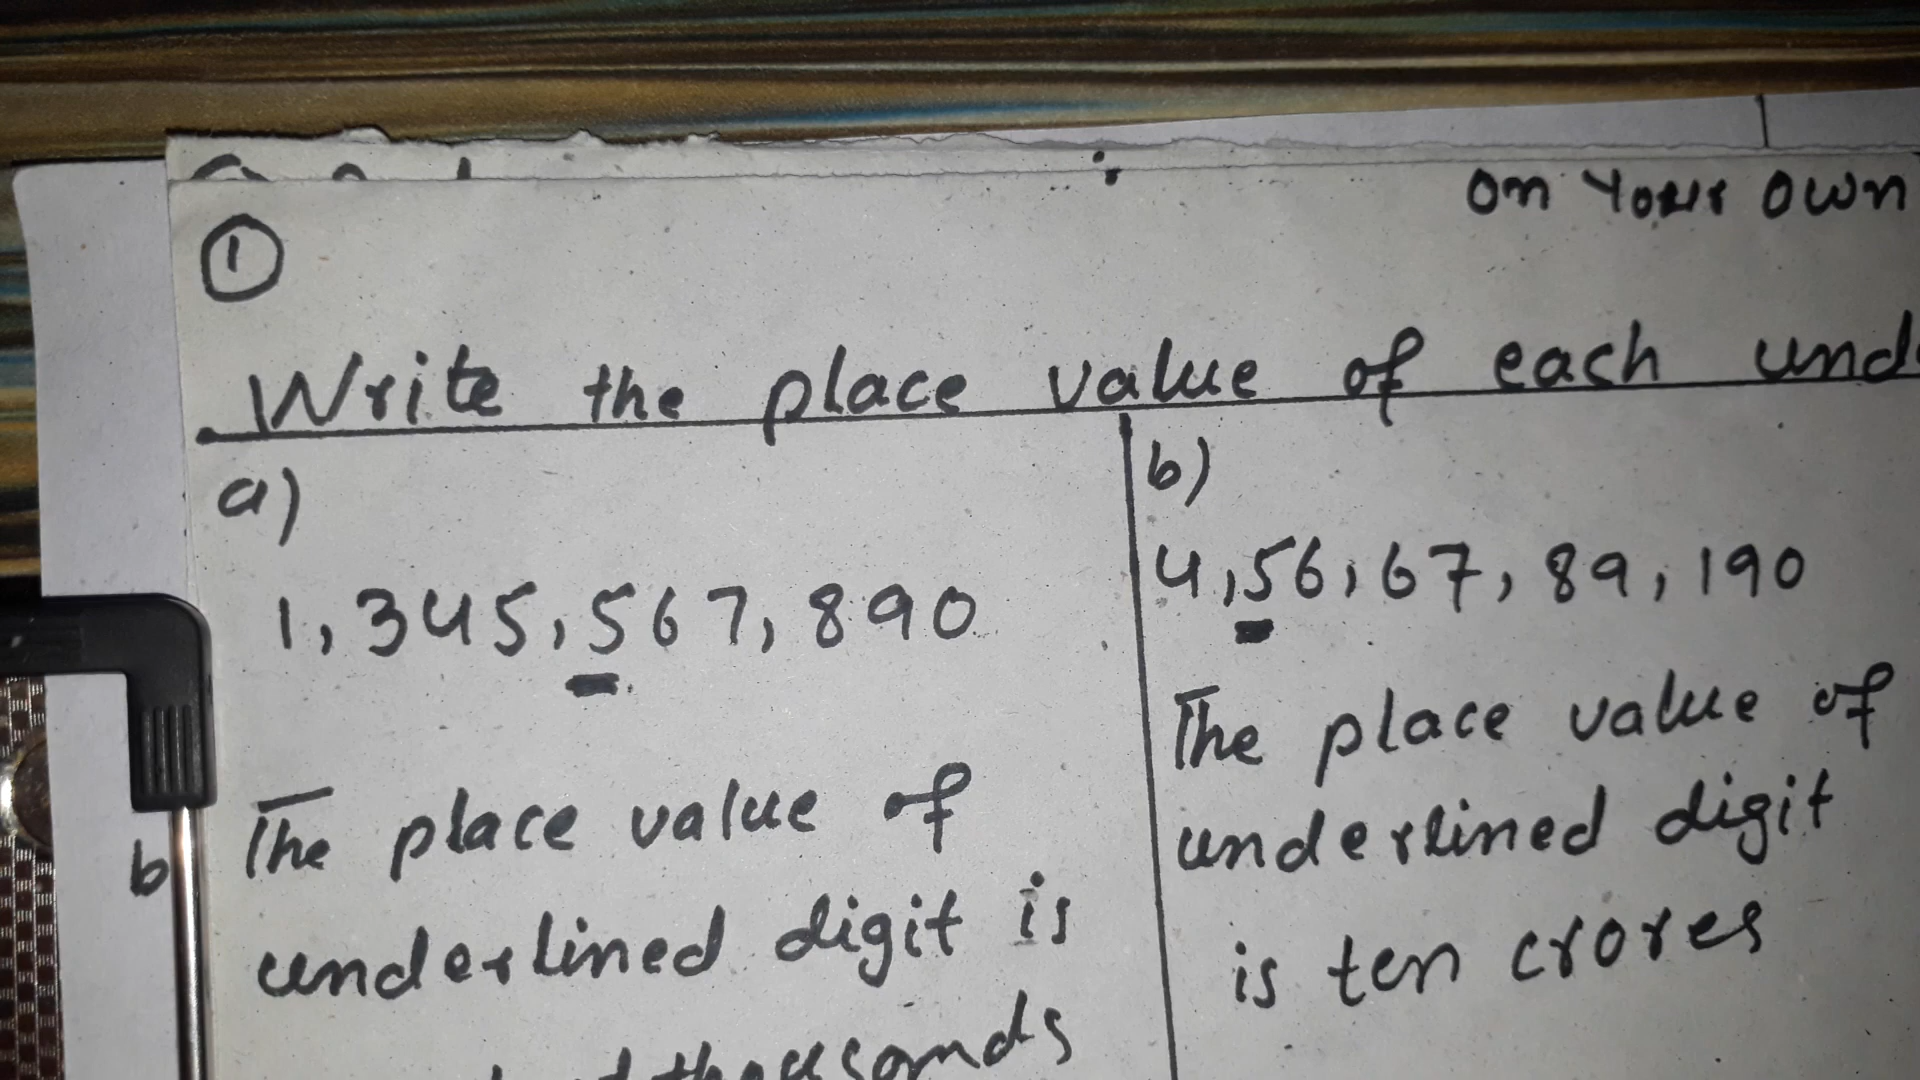 ①
on Your own
Write the place value of each
a)
1,345,567,890
The place value of
underlined digit is
thousands
b)
4,56,67,89,190
The place value of
underlined digit
is ten crores
b